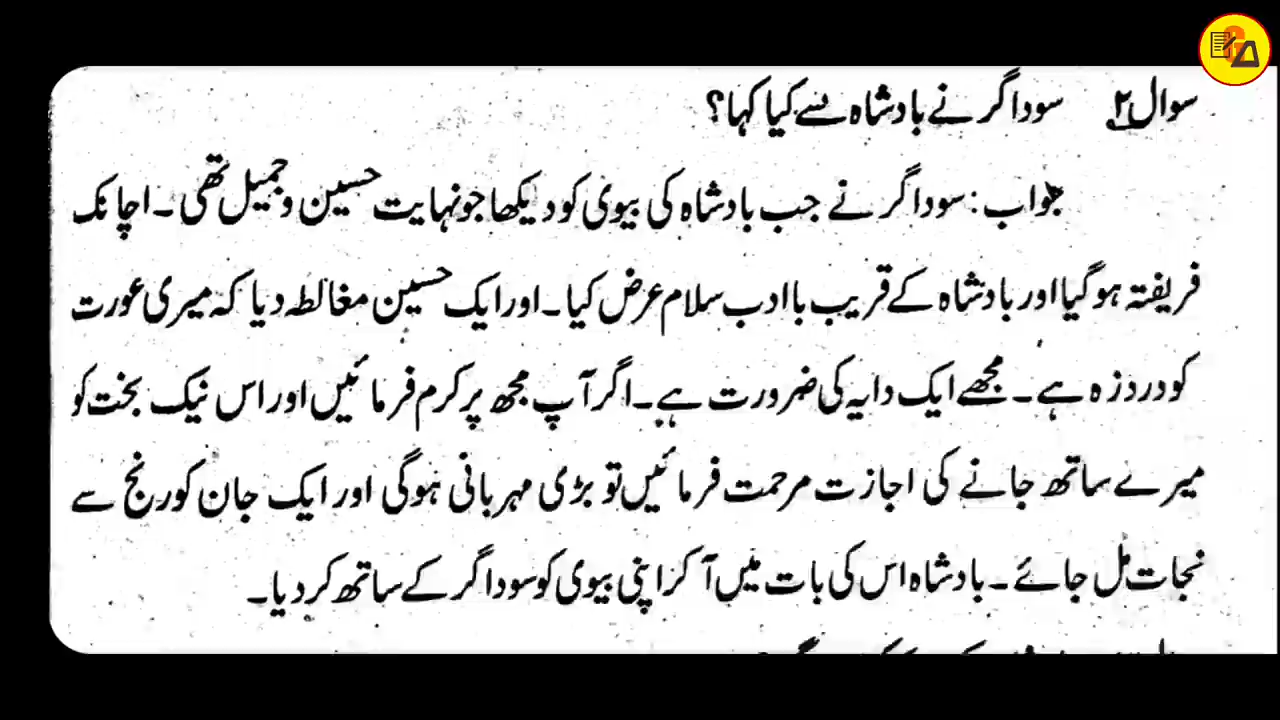 سوال ۲ سوداگر نے بادشاہ سے کیا کہا؟
جواب: سوداگر نے جب بادشاہ کی بیوی کو دیکھا جو نہایت حسین و جمیل تھی۔ اچانک
فریفتہ ہوگیا اور بادشاہ کے قریب باادب سلام عرض کیا۔ اور ایک حسین مغالطہ دیا کہ میری عورت
کو دردزہ ہے۔ مجھے ایک دایہ کی ضرورت ہے۔ اگر آپ مجھ پر کرم فرمائیں اور اس نیک بخت کو
میرے ساتھ جانے کی اجازت مرحمت فرمائیں تو بڑی مہربانی ہوگی اور ایک جان کو رنج سے
نجات مل جائے۔ بادشاہ اس کی بات میں آکر اپنی بیوی کو سوداگر کے ساتھ کردیا۔